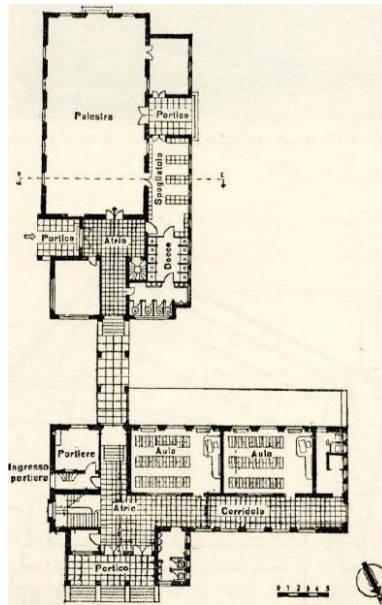 Palestra
Portico
Spogliatoio
Portico
Atrio
Docce
Portiere
Aula
Aula
Ingresso
portiere
Atrio
Corridoio
Portico